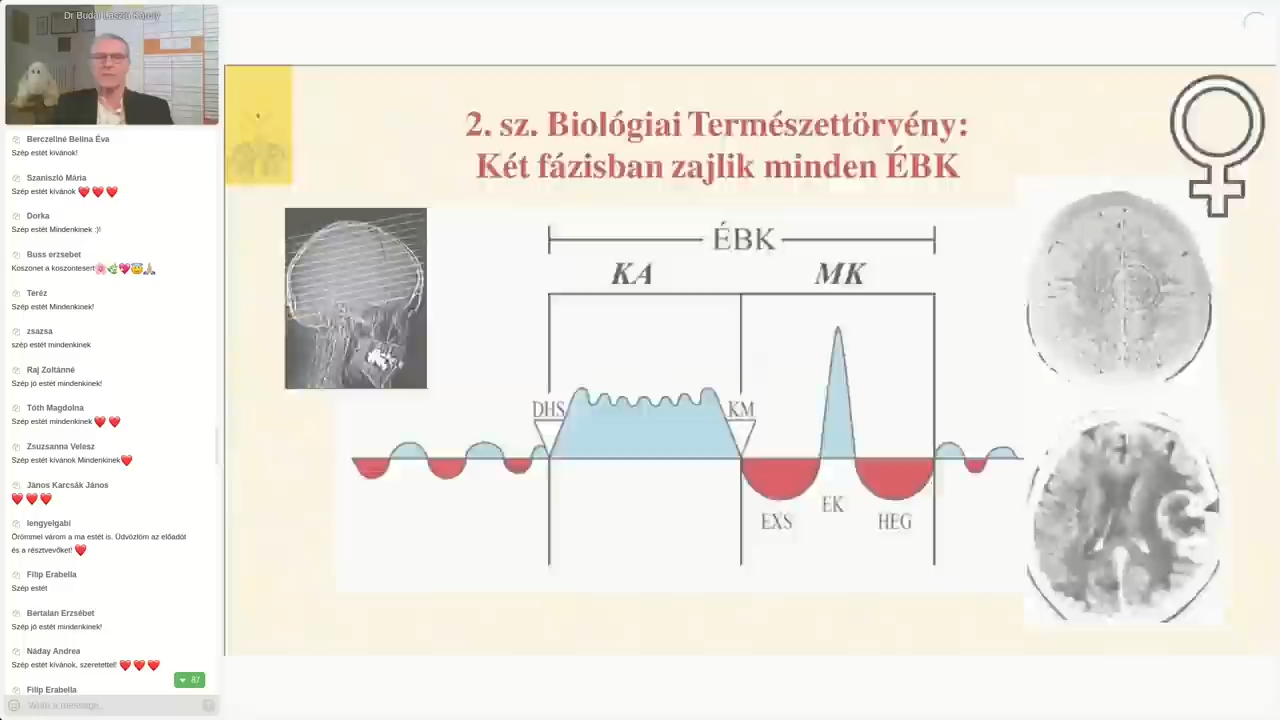 Dr Budai László Károly
Berczeliné Belina Éva
Szép estét kívánok!
Szaniszló Mária
Szép estét kívánok
Dorka
Szép estét Mindenkinek :)!
Buss erzsebet
Koszonet a koszontesert
Teréz
Szép estét Mindenkinek!
zsazsa
szép estét mindenkinek
Raj Zoltánné
Szép jó estét mindenkinek!
Tóth Magdolna
Szép estét mindenkinek
Zsuzsanna Velesz
Szép estét kívánok Mindenkinek
János Karcsák János
lengyelgabi
Örömmel várom a ma estét is. Üdvözlöm az előadót
és a résztvevőket!
Filip Erabella
Szép estét
Bertalan Erzsébet
Szép jó estét mindenkinek!
Náday Andrea
Szép estét kívánok, szeretettel!
87
Filip Erabella
Write a message...
2. sz. Biológiai Természettörvény:
Két fázisban zajlik minden ÉBK
ÉBK
KA MK
DHS KM
EXS EK HEG